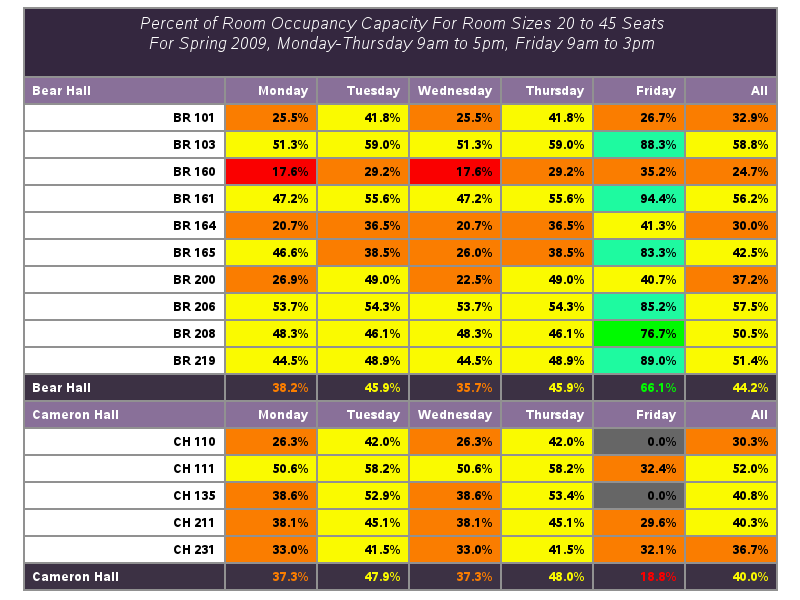 Percent of Room Occupancy Capacity For Room Sizes 20 to 45 Seats
For Spring 2009, Monday-Thursday 9am to 5pm, Friday 9am to 3pm
Bear Hall Monday Tuesday Wednesday Thursday Friday All
BR 101 25.5% 41.8% 25.5% 41.8% 26.7% 32.9%
BR 103 51.3% 59.0% 51.3% 59.0% 88.3% 58.8%
BR 160 17.6% 29.2% 17.6% 29.2% 35.2% 24.7%
BR 161 47.2% 55.6% 47.2% 55.6% 94.4% 56.2%
BR 164 20.7% 36.5% 20.7% 36.5% 41.3% 30.0%
BR 165 46.6% 38.5% 26.0% 38.5% 83.3% 42.5%
BR 200 26.9% 49.0% 22.5% 49.0% 40.7% 37.2%
BR 206 53.7% 54.3% 53.7% 54.3% 85.2% 57.5%
BR 208 48.3% 46.1% 48.3% 46.1% 76.7% 50.5%
BR 219 44.5% 48.9% 44.5% 48.9% 89.0% 51.4%
Bear Hall 38.2% 45.9% 35.7% 45.9% 66.1% 44.2%
Cameron Hall Monday Tuesday Wednesday Thursday Friday All
CH 110 26.3% 42.0% 26.3% 42.0% 0.0% 30.3%
CH 111 50.6% 58.2% 50.6% 58.2% 32.4% 52.0%
CH 135 38.6% 52.9% 38.6% 53.4% 0.0% 40.8%
CH 211 38.1% 45.1% 38.1% 45.1% 29.6% 40.3%
CH 231 33.0% 41.5% 33.0% 41.5% 32.1% 36.7%
Cameron Hall 37.3% 47.9% 37.3% 48.0% 18.8% 40.0%